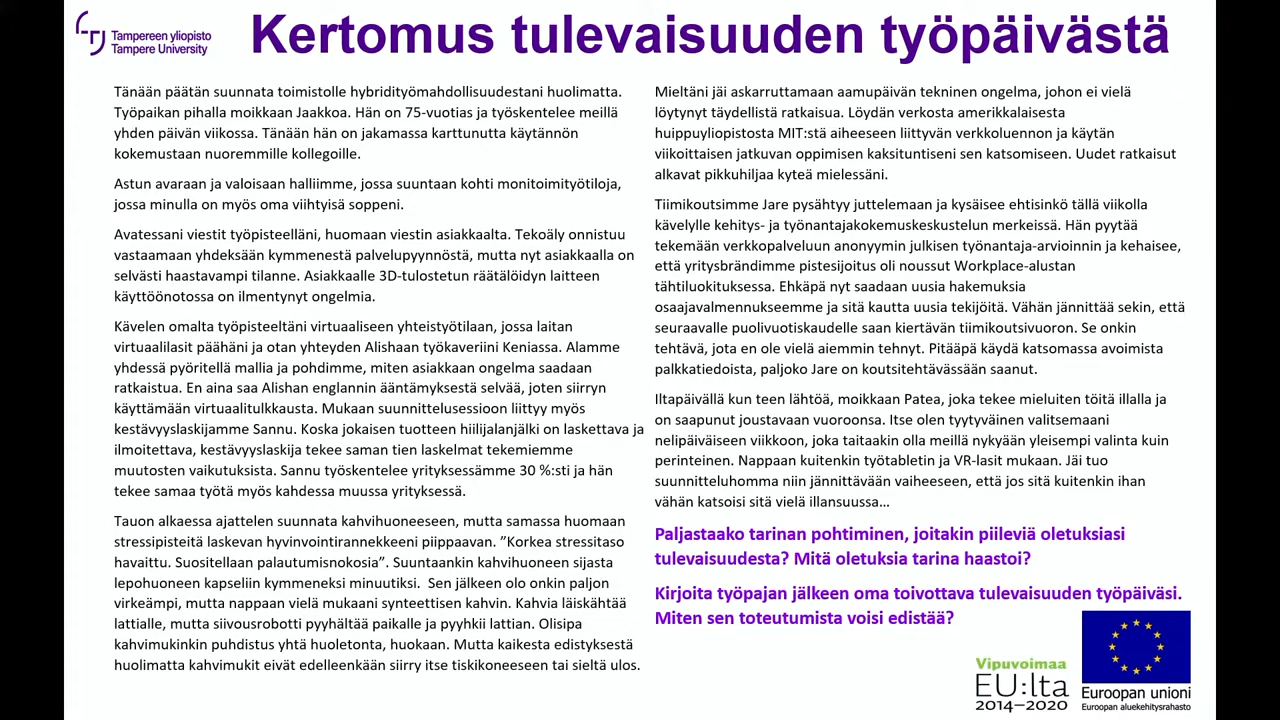 Tampereen yliopisto
Tampere University
Kertomus tulevaisuuden työpäivästä
Tänään päätän suunnata toimistolle hybridityömahdollisuudestani huolimatta.
Työpaikan pihalla moikkaan Jaakkoa. Hän on 75-vuotias ja työskentelee meillä
yhden päivän viikossa. Tänään hän on jakamassa karttunutta käytännön
kokemustaan nuoremmille kollegoille.
Astun avaraan ja valoisaan halliimme, jossa suuntaan kohti monitoimityötiloja,
jossa minulla on myös oma viihtyisä soppeni.
Avatessani viestit työpisteelläni, huomaan viestin asiakkaalta. Tekoäly onnistuu
vastaamaan yhdeksään kymmenestä palvelupyynnöstä, mutta nyt asiakkaalla on
selvästi haastavampi tilanne. Asiakkaalle 3D-tulostetun räätälöidyn laitteen
käyttöönotossa on ilmentynyt ongelmia.
Kävelen omalta työpisteeltäni virtuaaliseen yhteistyötilaan, jossa laitan
virtuaalilasit päähäni ja otan yhteyden Alishaan työkaveriini Keniassa. Alamme
yhdessä pyöritellä mallia ja pohdimme, miten asiakkaan ongelma saadaan
ratkaistua. En aina saa Alishan englannin ääntämyksestä selvää, joten siirryn
käyttämään virtuaalitulkkausta. Mukaan suunnittelusessioon liittyy myös
kestävyyslaskijamme Sannu. Koska jokaisen tuotteen hiilijalanjälki on laskettava ja
ilmoitettava, kestävyyslaskija tekee saman tien laskelmat tekemiemme
muutosten vaikutuksista. Sannu työskentelee yrityksessämme 30 %:sti ja hän
tekee samaa työtä myös kahdessa muussa yrityksessä.
Tauon alkaessa ajattelen suunnata kahvihuoneeseen, mutta samassa huomaan
stressipisteitä laskevan hyvinvointirannekkeeni piippaavan. ”Korkea stressitaso
havaittu. Suositellaan palautumisnokosia”. Suuntaankin kahvihuoneen sijasta
lepohuoneen kapseliin kymmeneksi minuutiksi.  Sen jälkeen olo onkin paljon
virkeämpi, mutta nappaan vielä mukaani synteettisen kahvin. Kahvia läiskähtää
lattialle, mutta siivousrobotti pyyhältää paikalle ja pyyhkii lattian. Olisipa
kahvimukinkin puhdistus yhtä huoletonta, huokaan. Mutta kaikesta edistyksestä
huolimatta kahvimukit eivät edelleenkään siirry itse tiskikoneeseen tai sieltä ulos.
Mieltäni jäi askarruttamaan aamupäivän tekninen ongelma, johon ei vielä
löytynyt täydellistä ratkaisua. Löydän verkosta amerikkalaisesta
huippuyliopistosta MIT:stä aiheeseen liittyvän verkkoluennon ja käytän
viikoittaisen jatkuvan oppimisen kaksituntiseni sen katsomiseen. Uudet ratkaisut
alkavat pikkuhiljaa kyteä mielessäni.
Tiimikoutsimme Jare pysähtyy juttelemaan ja kysäisee ehtisinkö tällä viikolla
kävelylle kehitys- ja työnantajakokemuskeskustelun merkeissä. Hän pyytää
tekemään verkkopalveluun anonyymin julkisen työnantaja-arvioinnin ja kehaisee,
että yritysbrändimme pistesijoitus oli noussut Workplace-alustan
tähtiluokituksessa. Ehkäpä nyt saadaan uusia hakemuksia
osaajavalmennukseemme ja sitä kautta uusia tekijöitä. Vähän jännittää sekin, että
seuraavalle puolivuotiskaudelle saan kiertävän tiimikoutsivuoron. Se onkin
tehtävä, jota en ole vielä aiemmin tehnyt. Pitääpä käydä katsomassa avoimista
palkkatiedoista, paljoko Jare on koutsitehtävässään saanut.
Iltapäivällä kun teen lähtöä, moikkaan Patea, joka tekee mieluiten töitä illalla ja
on saapunut joustavaan vuoroonsa. Itse olen tyytyväinen valitsemaani
nelipäiväiseen viikkoon, joka taitaakin olla meillä nykyään yleisempi valinta kuin
perinteinen. Nappaan kuitenkin työtabletin ja VR-lasit mukaan. Jäi tuo
suunnitteluhomma niin jännittävään vaiheeseen, että jos sitä kuitenkin ihan
vähän katsoisi sitä vielä illansuussa…
Paljastaako tarinan pohtiminen, joitakin piileviä oletuksiasi
tulevaisuudesta? Mitä oletuksia tarina haastoi?
Kirjoita työpajan jälkeen oma toivottava tulevaisuuden työpäiväsi.
Miten sen toteutumista voisi edistää?
Vipuvoimaa
EU:lta
2014–2020
Euroopan unioni
Euroopan aluekehitysrahasto